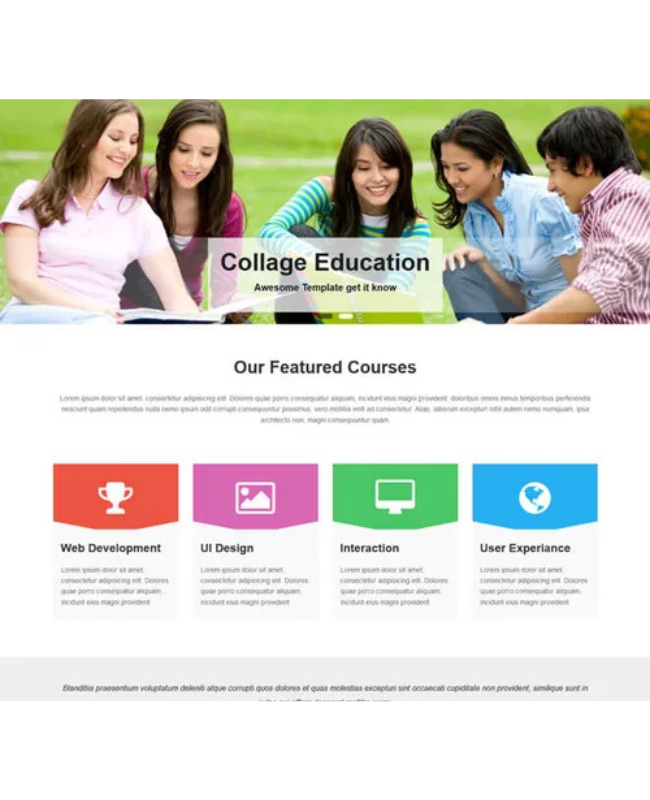 Collage Education
Awesome Template get it know
Our Featured Courses
Lorem ipsum dolor sit amet, consectetur adipisicing elit. Dolores quae porro consequatur aliquam, incidunt eius magni provident, doloribus omnis minus temporibus perferendis
nesciunt quam repellendus nulla nemo ipsum odit corrupti consequuntur possimus, vero mollitia velit ad consectetur. Alias, laborum excepturi nihil autem nemo numquam, ipsa
architecto non, magni consequuntur quam.
Web Development
Lorem ipsum dolor sit amet,
consectetur adipisicing elit. Dolores
quae porro consequatur aliquam,
incidunt eius magni provident
UI Design
Lorem ipsum dolor sit amet,
consectetur adipisicing elit. Dolores
quae porro consequatur aliquam,
incidunt eius magni provident
Interaction
Lorem ipsum dolor sit amet,
consectetur adipisicing elit. Dolores
quae porro consequatur aliquam,
incidunt eius magni provident
User Experiance
Lorem ipsum dolor sit amet,
consectetur adipisicing elit. Dolores
quae porro consequatur aliquam,
incidunt eius magni provident
Blanditiis praesentium voluptatum deleniti atque corrupti quos dolores et quas molestias excepturi sint occaecati cupiditate non provident, similique sunt in